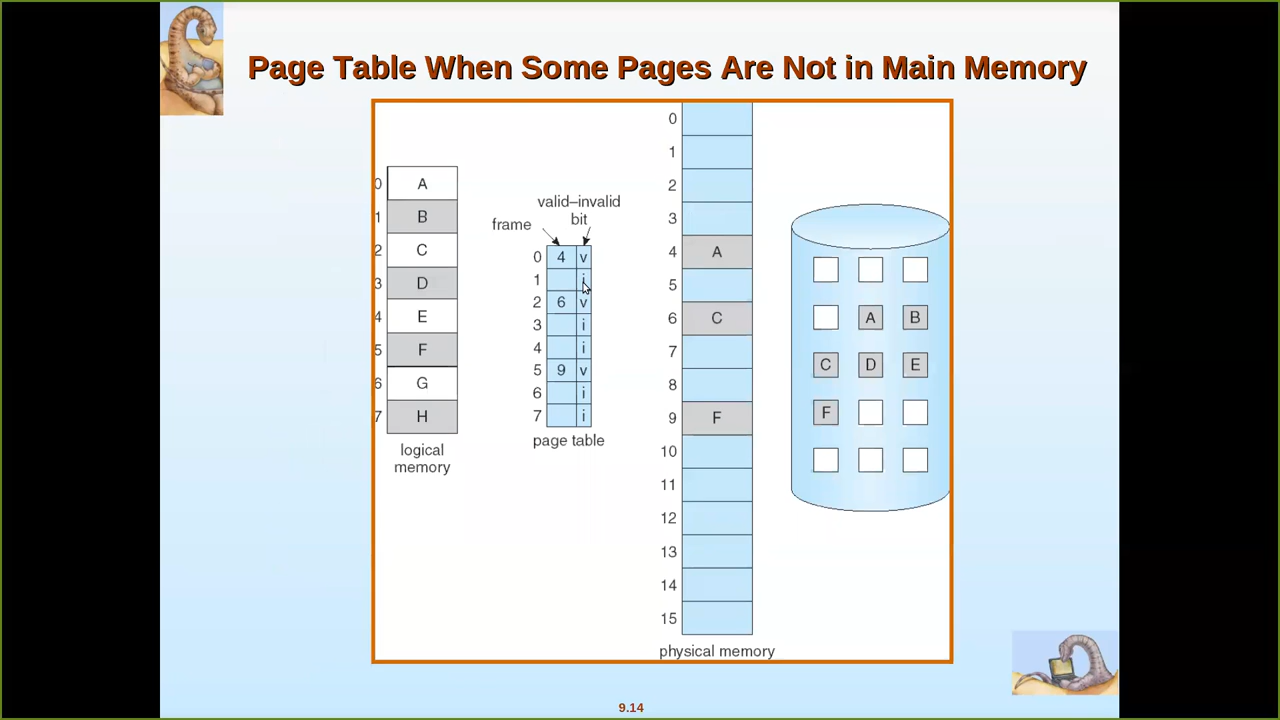 Page Table When Some Pages Are Not in Main Memory
0 A
1 B
2 C
3 D
4 E
5 F
6 G
7 H
logical
memory
valid–invalid
bit
frame
0 4 v
1 i
2 6 v
3 i
4 i
5 9 v
6 i
7 i
page table
0
1
2
3
4 A
5
6 C
7
8
9 F
10
11
12
13
14
15
physical memory
A B
C D E
F
9.14